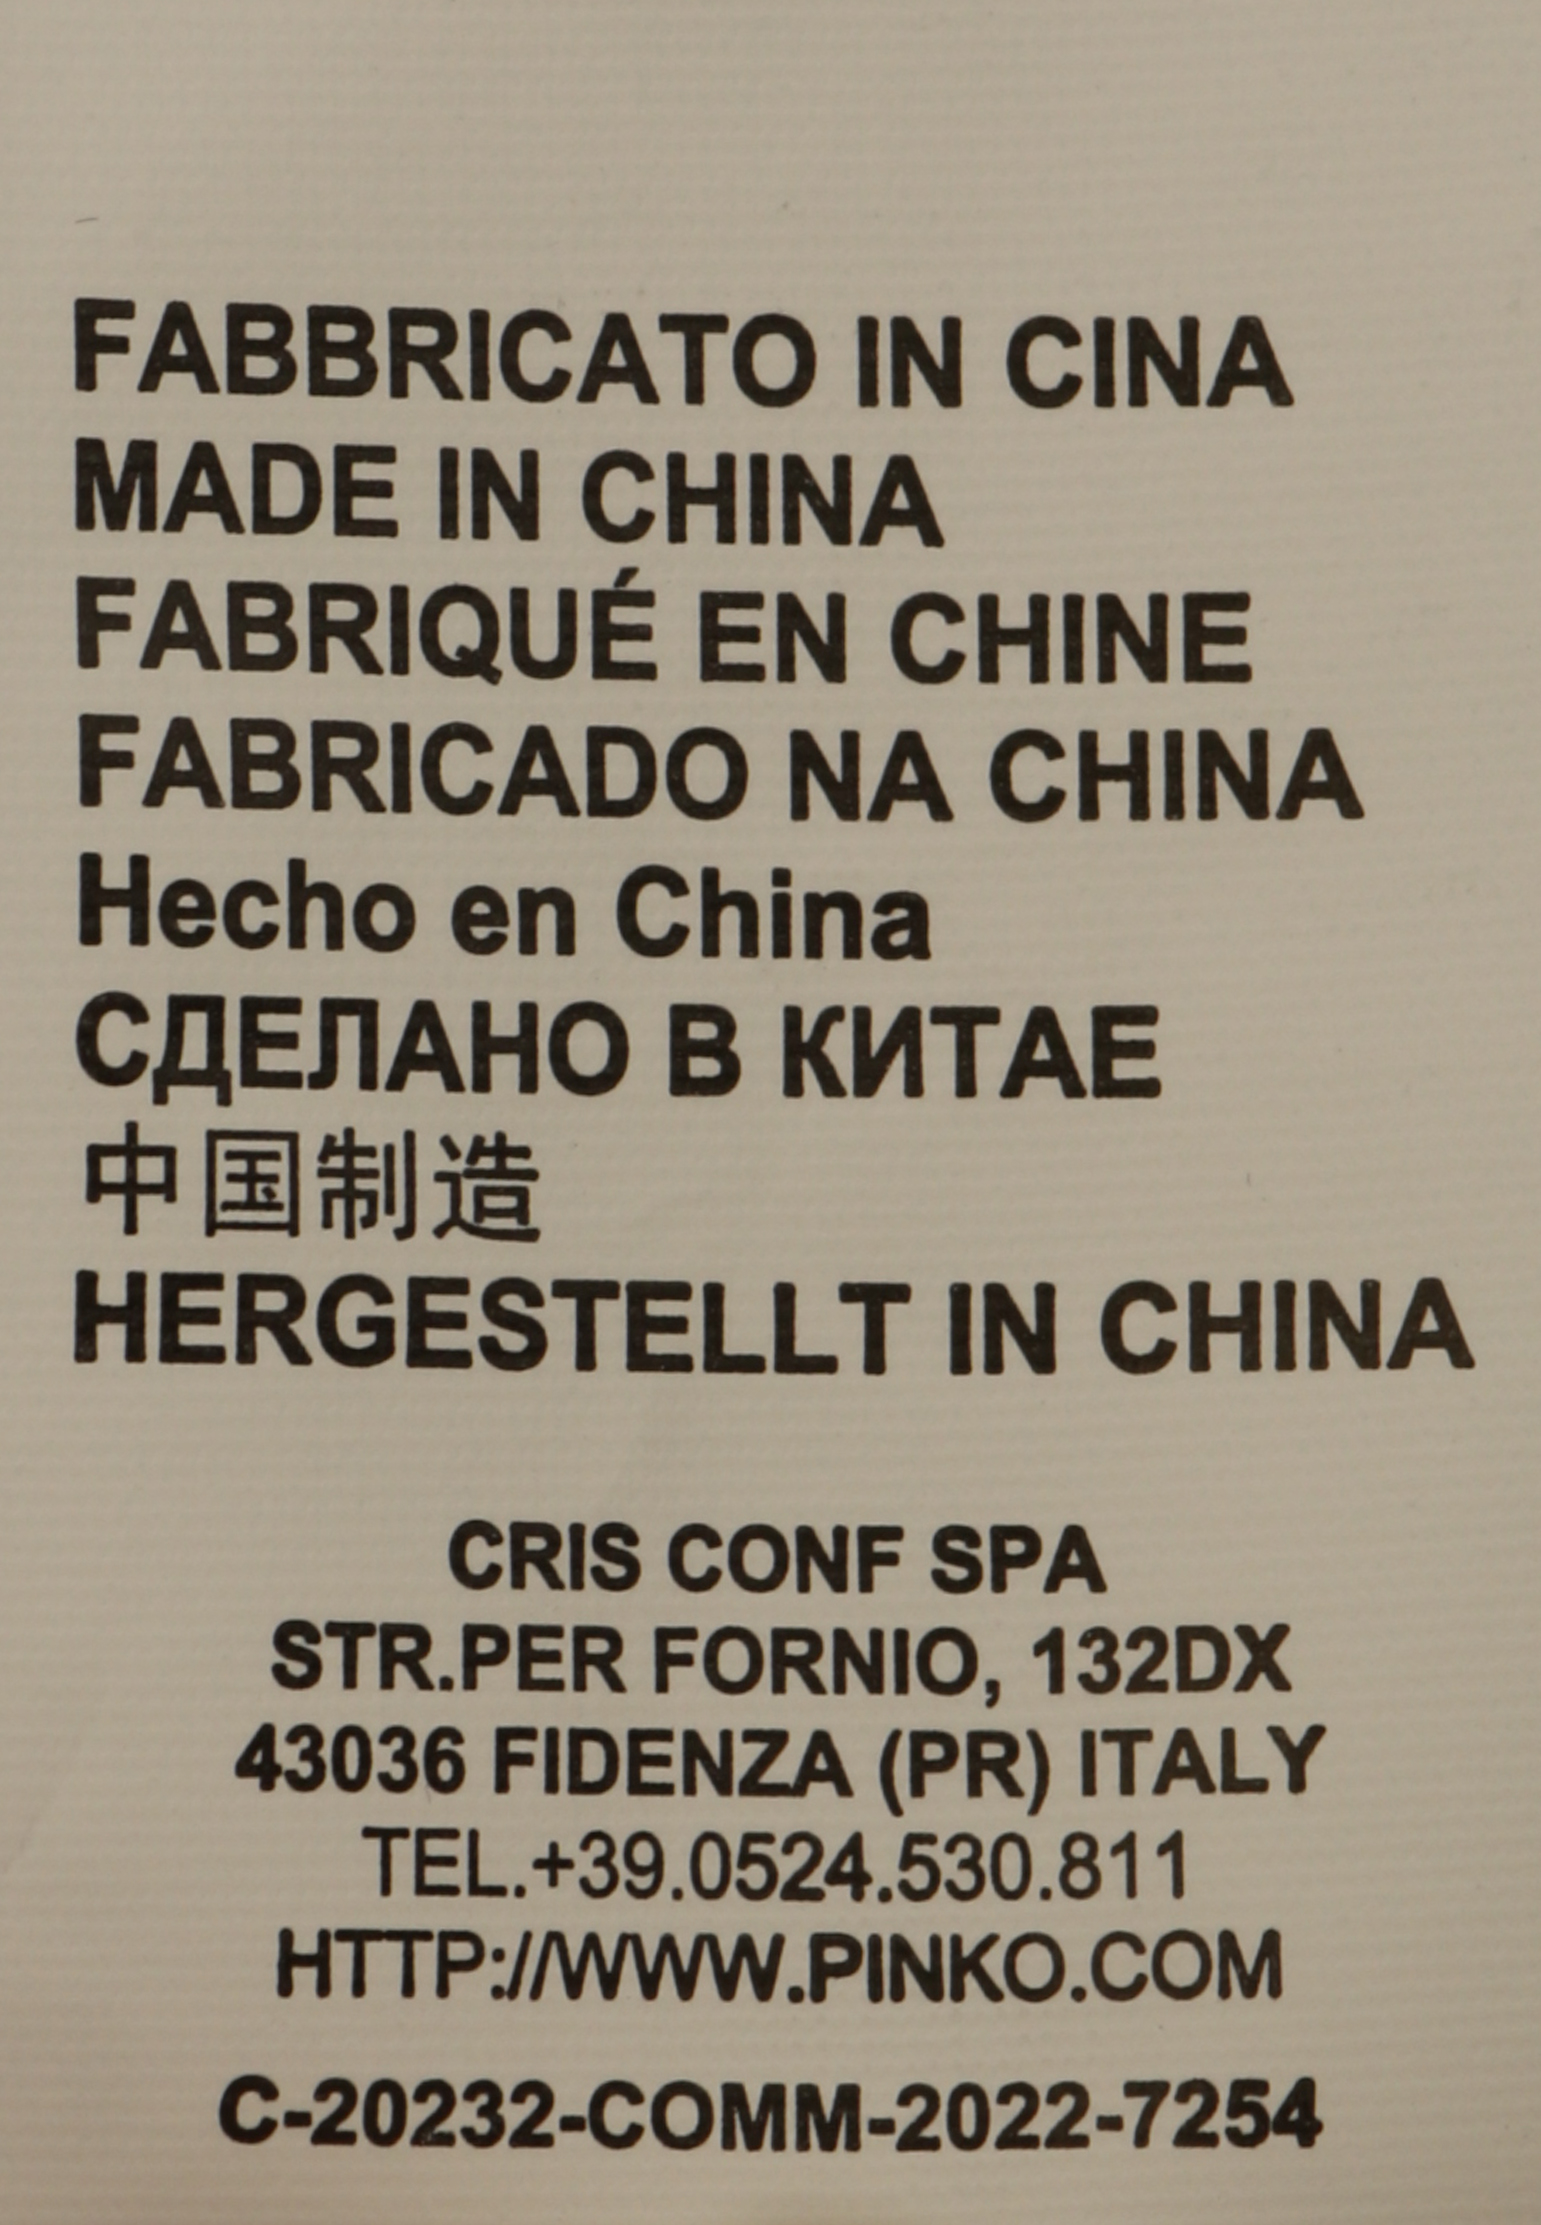 FABBRICATO IN CINA
MADE IN CHINA
FABRIQUÉ EN CHINE
FABRICADO NA CHINA
Hecho en China
СДЕЛАНО В КИТАЕ
中国制造
HERGESTELLT IN CHINA
CRIS CONF SPA
STR.PER FORNIO, 132DX
43036 FIDENZA (PR) ITALY
TEL.+39.0524.530.811
HTTP://WWW.PINKO.COM
C-20232-COMM-2022-7254